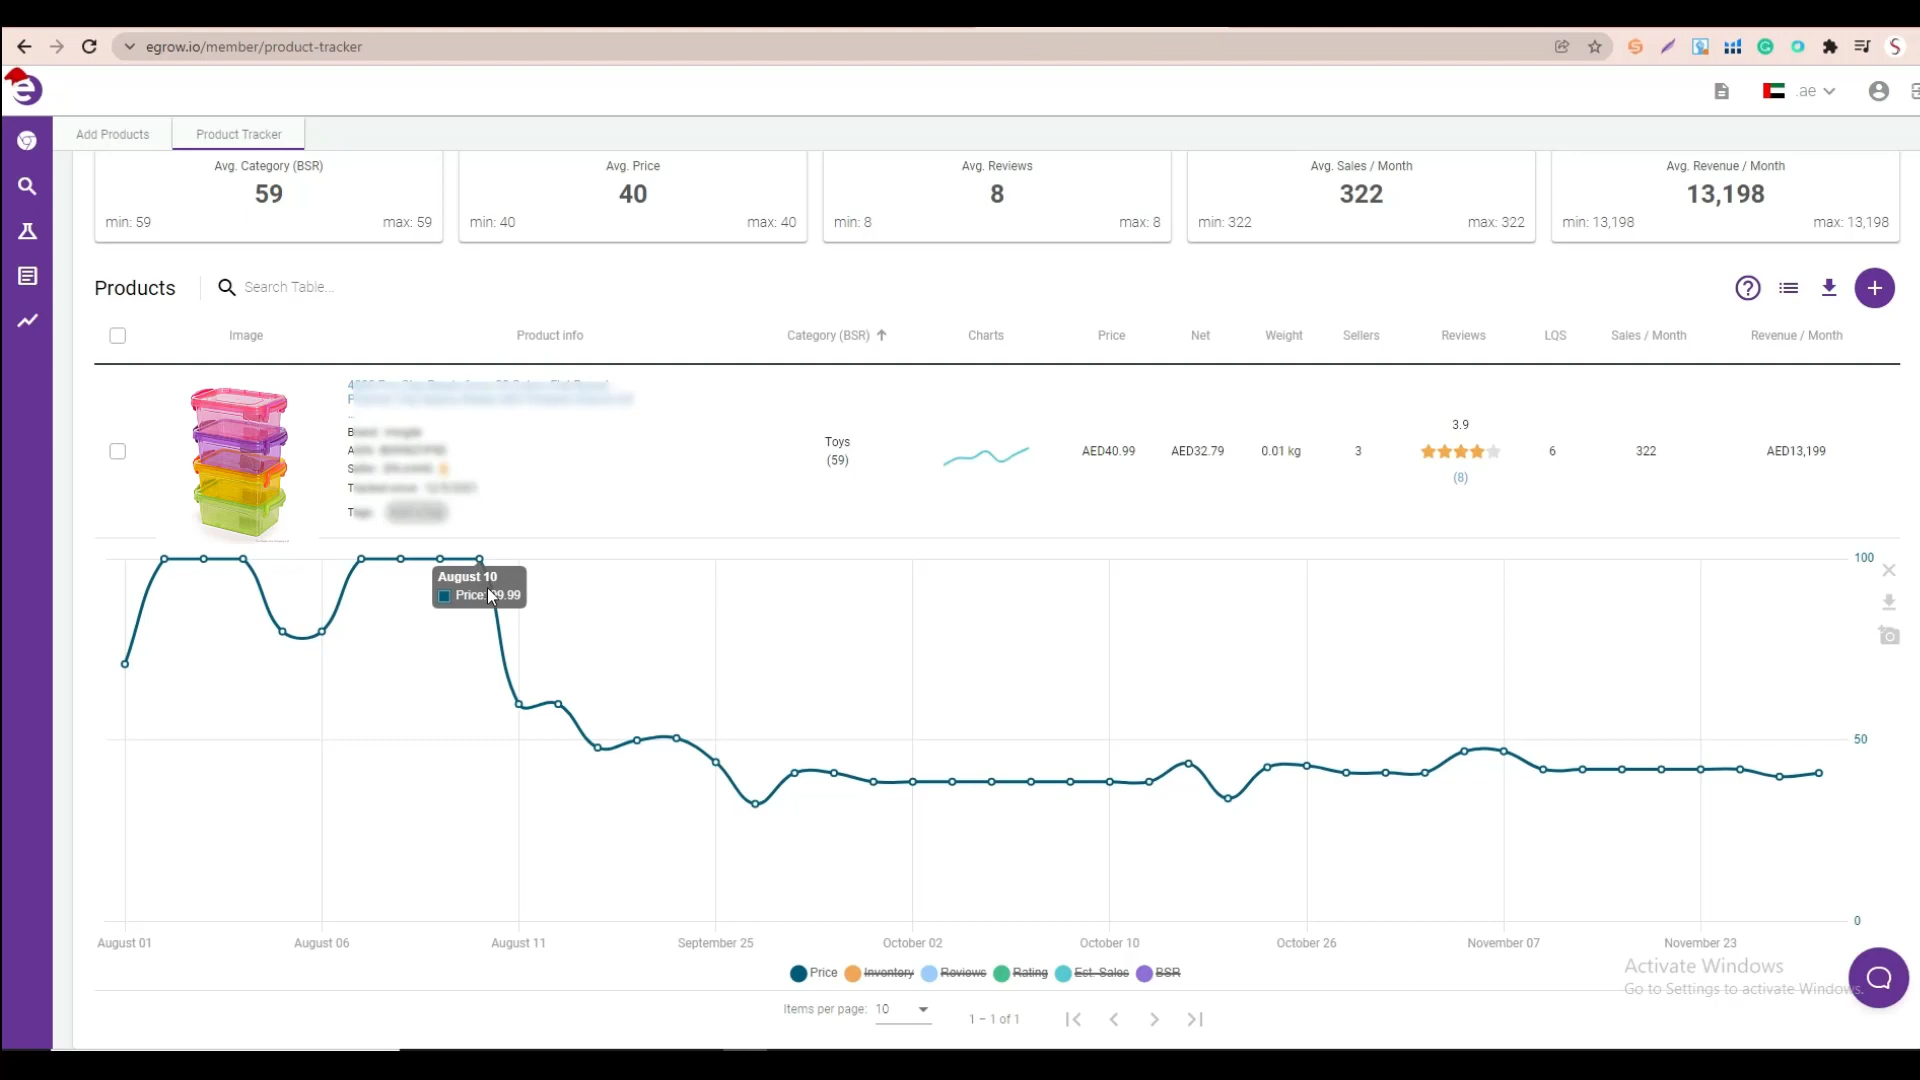 egrow.io/member/product-tracker
.ae
Add Products
Product Tracker
Avg. Category (BSR)
59
min: 59
max: 59
Avg. Price
40
min: 40
max: 40
Avg. Reviews
8
min: 8
max: 8
Avg. Sales / Month
322
min: 322
max: 322
Avg. Revenue / Month
13,198
min: 13,198
max: 13,198
Products
Search Table...
Image
Product info
Category (BSR)
Charts
Price
Net
Weight
Sellers
Reviews
LQS
Sales / Month
Revenue / Month
Toys
(59)
AED40.99
AED32.79
0.01 kg
3
3.9
(8)
6
322
AED13,199
August 10
Price:
100
50
0
August 01
August 06
August 11
September 25
October 02
October 10
October 26
November 07
November 23
Price
Inventory
Reviews
Rating
Est. Sales
BSR
Activate Windows
Go to Settings to activate Windows.
Items per page:
10
1 – 1 of 1